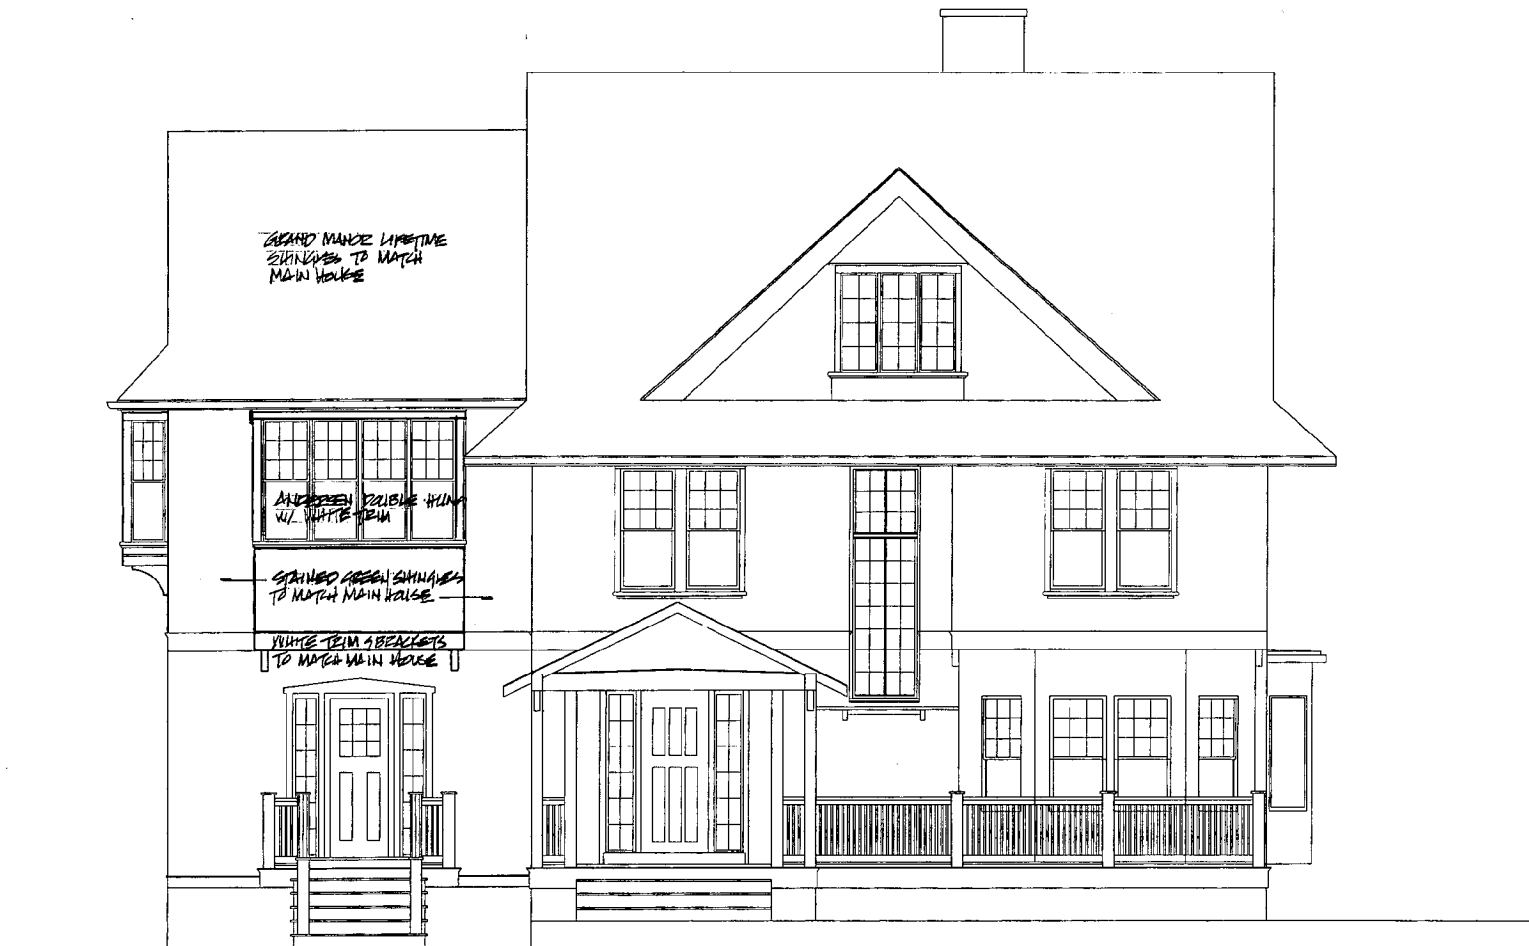 GRAND MANOR LIFETIME
SHINGLES TO MATCH
MAIN HOUSE
ANDERSEN DOUBLE HUNG
W/ WHITE TRIM
STAINED GREEN SHINGLES
TO MATCH MAIN HOUSE
WHITE TRIM & BRACKETS
TO MATCH MAIN HOUSE